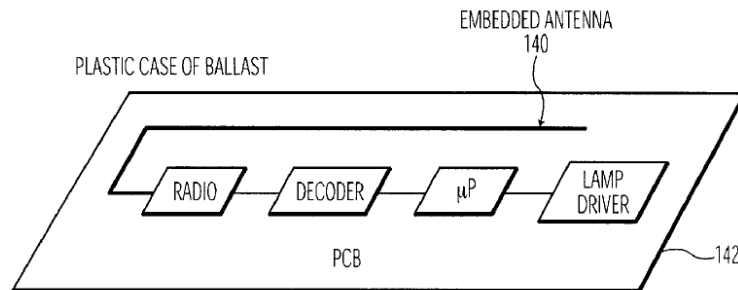 EMBEDDED ANTENNA
140
PLASTIC CASE OF BALLAST
RADIO
DECODER
µP
LAMP
DRIVER
PCB
142